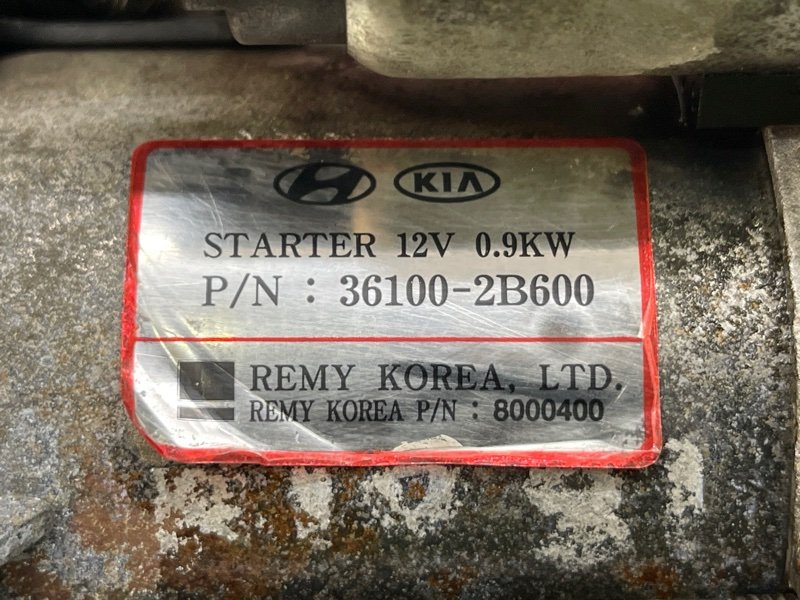 KIA
STARTER 12V 0.9KW
P/N : 36100-2B600
REMY KOREA, LTD.
REMY KOREA P/N : 8000400